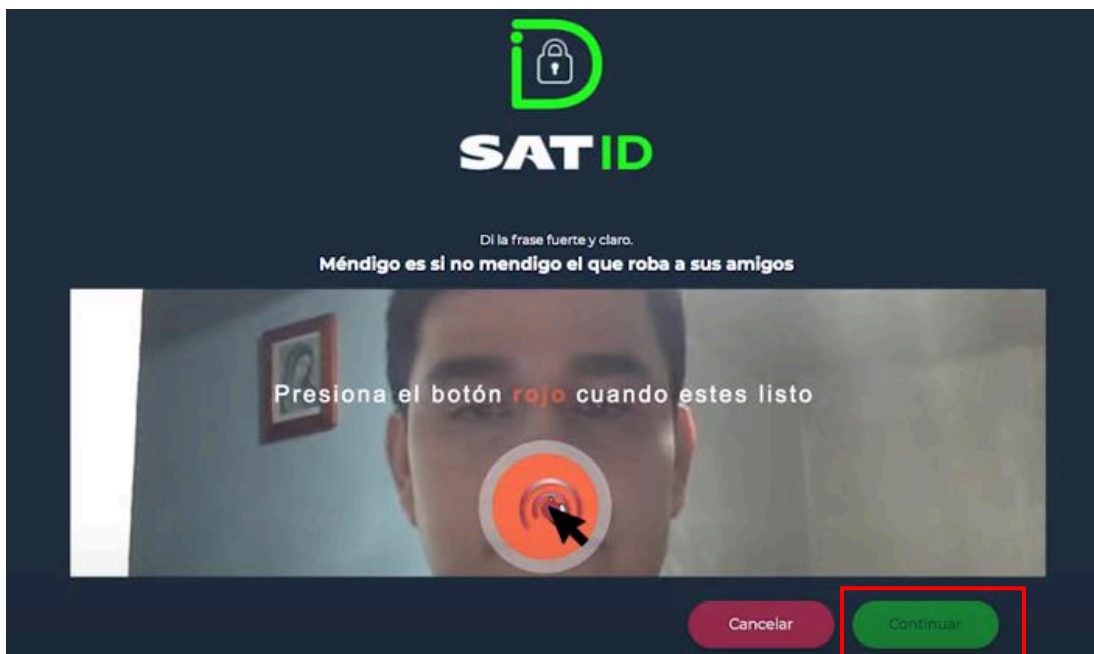 SAT ID
Di la frase fuerte y claro.
Méndigo es si no mendigo el que roba a sus amigos
Presiona el botón rojo cuando estes listo
Cancelar
Continuar